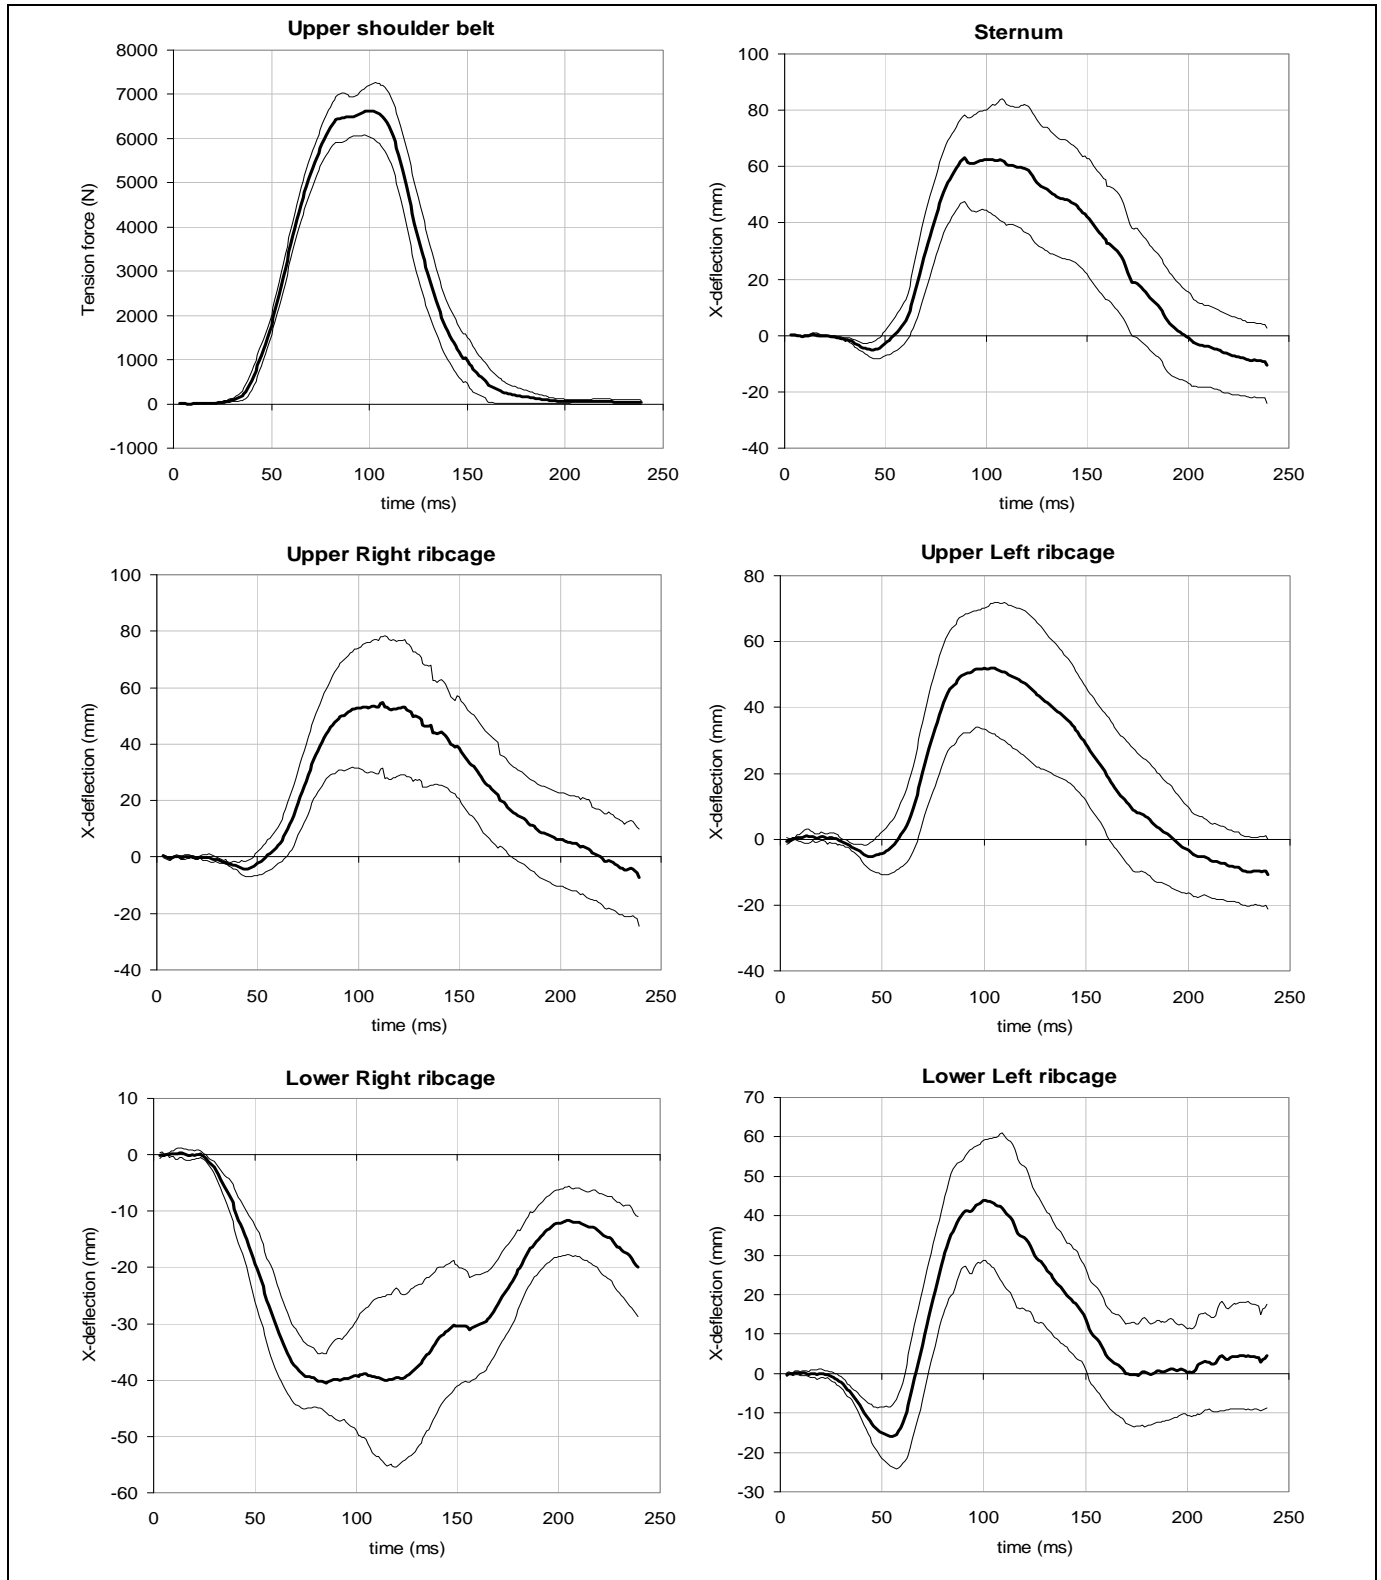 Upper shoulder belt
8000
7000
6000
5000
4000
3000
2000
1000
0
-1000
Tension force (N)
0 50 100 150 200 250
time (ms)
Sternum
100
80
60
40
20
0
-20
-40
X-deflection (mm)
0 50 100 150 200 250
time (ms)
Upper Right ribcage
100
80
60
40
20
0
-20
-40
X-deflection (mm)
0 50 100 150 200 250
time (ms)
Upper Left ribcage
80
60
40
20
0
-20
-40
X-deflection (mm)
0 50 100 150 200 250
time (ms)
Lower Right ribcage
10
0
-10
-20
-30
-40
-50
-60
X-deflection (mm)
0 50 100 150 200 250
time (ms)
Lower Left ribcage
70
60
50
40
30
20
10
0
-10
-20
-30
X-deflection (mm)
0 50 100 150 200 250
time (ms)